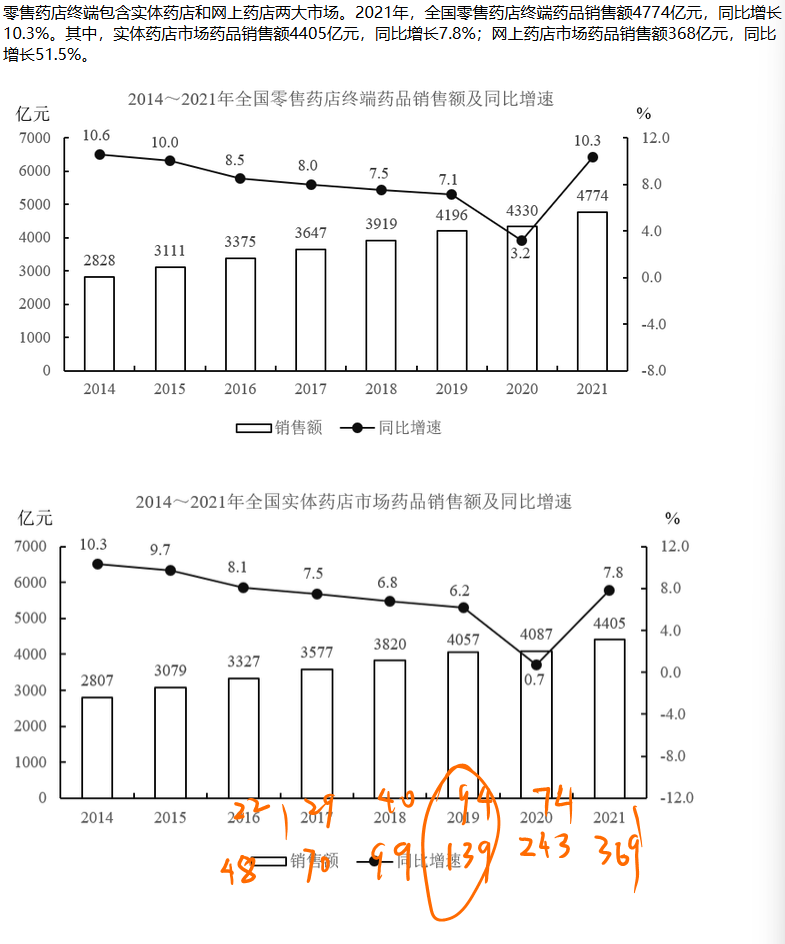 零售药店终端包含实体药店和网上药店两大市场。2021年，全国零售药店终端药品销售额4774亿元，同比增长
10.3%。其中，实体药店市场药品销售额4405亿元，同比增长7.8%；网上药店市场药品销售额368亿元，同比
增长51.5%。
2014～2021年全国零售药店终端药品销售额及同比增速
亿元 %
7000 12.0
6000 8.0
5000 4.0
4000 0.0
3000 -4.0
2000 -8.0
1000
0
10.6 10.0 8.5 8.0 7.5 7.1 3.2 10.3
2828 3111 3375 3647 3919 4196 4330 4774
2014 2015 2016 2017 2018 2019 2020 2021
销售额 同比增速
2014～2021年全国实体药店市场药品销售额及同比增速
亿元 %
7000 12.0
6000 8.0
5000 4.0
4000 0.0
3000 -4.0
2000 -8.0
1000 -12.0
0
10.3 9.7 8.1 7.5 6.8 6.2 0.7 7.8
2807 3079 3327 3577 3820 4057 4087 4405
22 29 40 94 74
2014 2015 2016 2017 2018 2019 2020 2021
48 70 99 139 243 369
销售额 同比增速